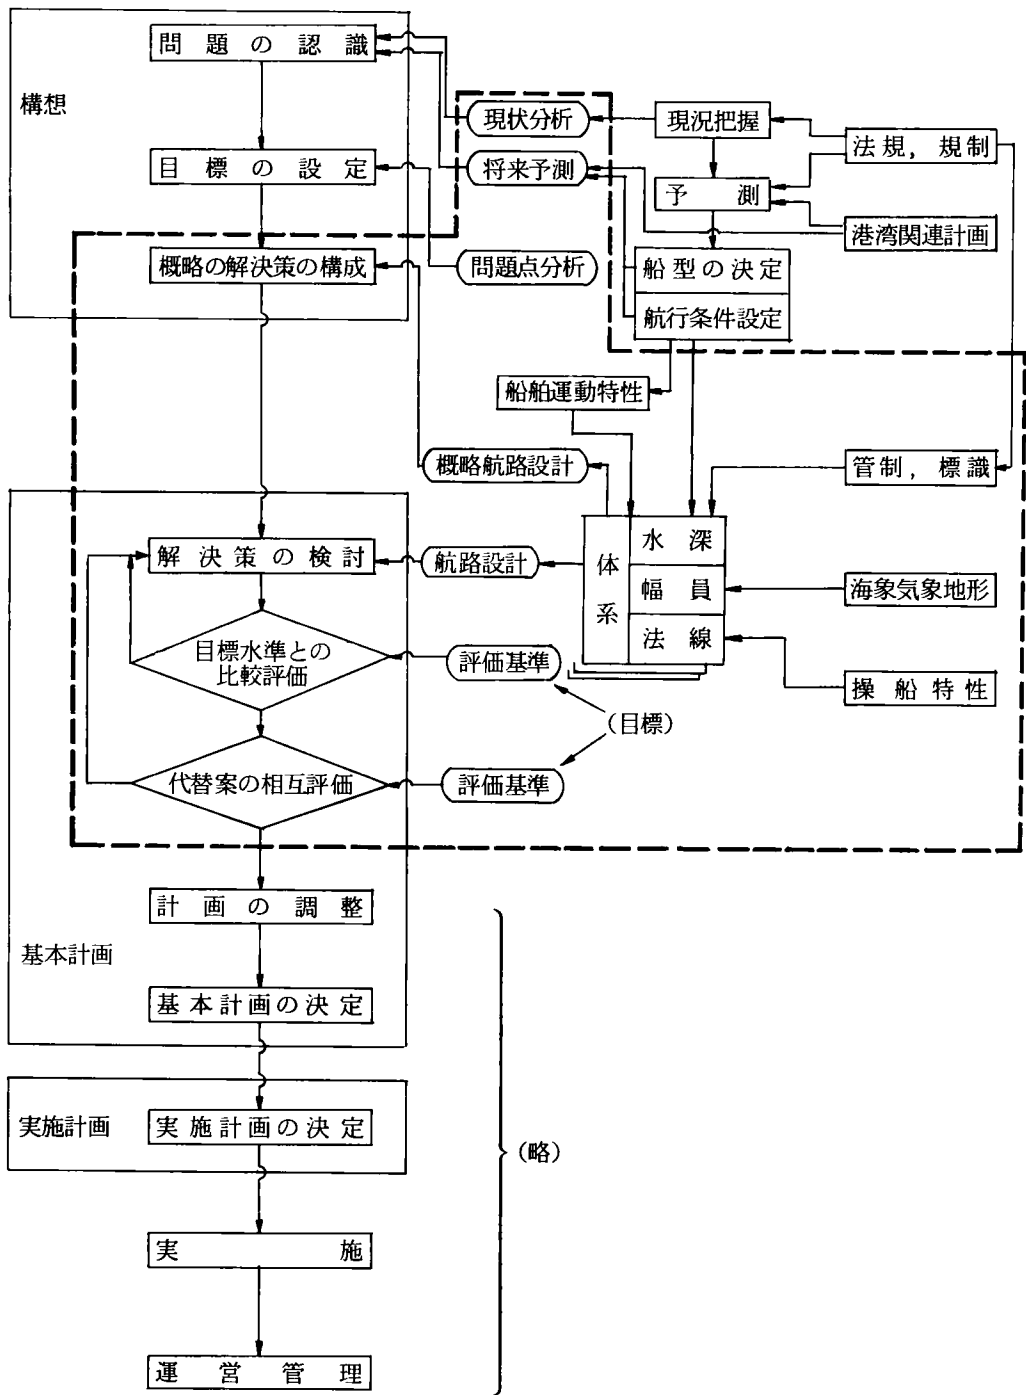 問題の認識
構想
現状分析
現況把握
法規，規制
目標の設定
将来予測
予測
港湾関連計画
概略の解決策の構成
問題点分析
船型の決定
航行条件設定
船舶運動特性
概略航路設計
管制，標識
体系
水深
幅員
法線
解決策の検討
航路設計
海象気象地形
目標水準との
比較評価
評価基準
操船特性
（目標）
代替案の相互評価
評価基準
計画の調整
基本計画
基本計画の決定
実施計画
実施計画の決定
（略）
実施
運営管理